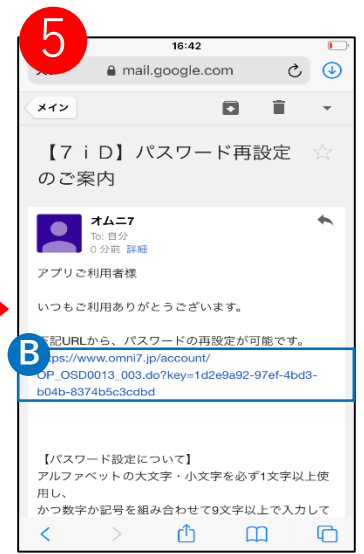 5
16:42
mail.google.com
メイン
【７ｉＤ】パスワード再設定
のご案内
オムニ7
To: 自分
0 分前 詳細
アプリご利用者様
いつもご利用ありがとうございます。
下記URLから、パスワードの再設定が可能です。
B
https://www.omni7.jp/account/
OP_OSD0013_003.do?key=1d2e9a92-97ef-4bd3-
b04b-8374b5c3cdbd
【パスワード設定について】
アルファベットの大文字・小文字を必ず1文字以上使
用し、
かつ数字か記号を組み合わせて9文字以上で入力して